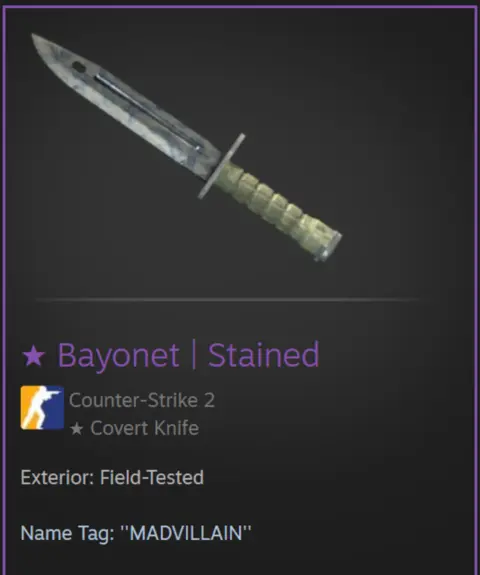 ★ Bayonet | Stained
Counter-Strike 2
★ Covert Knife
Exterior: Field-Tested
Name Tag: ''MADVILLAIN''